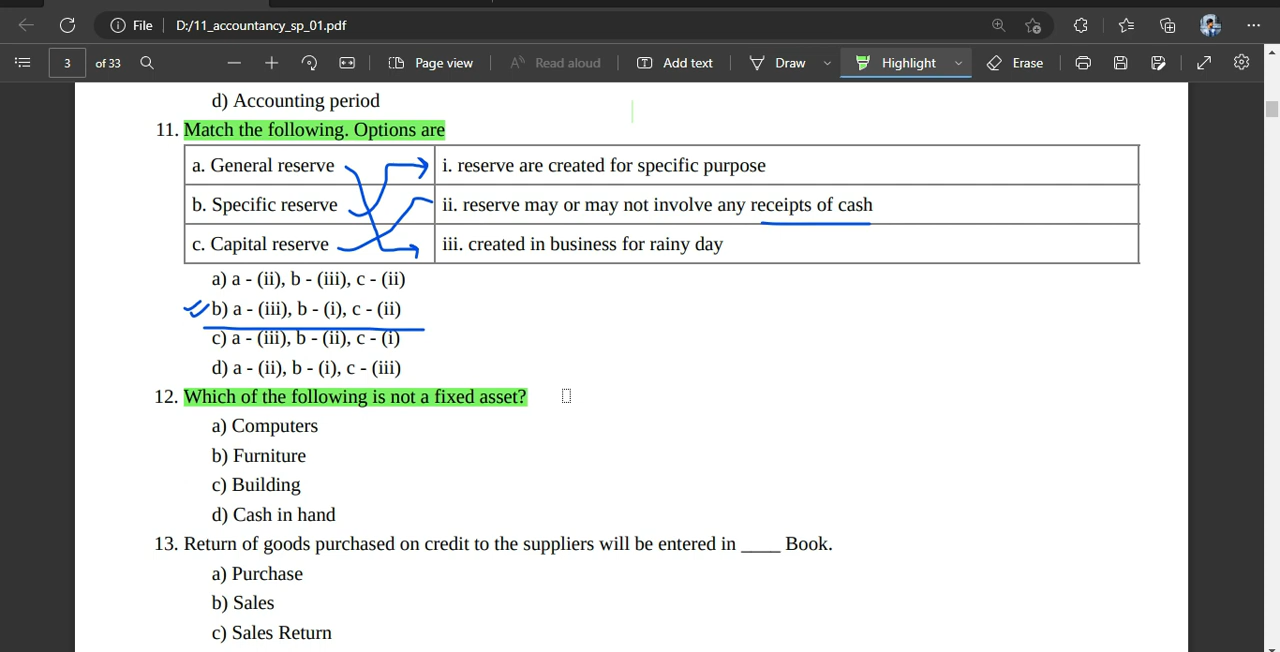 File D:/11_accountancy_sp_01.pdf
3 of 33 Page view Read aloud Add text Draw Highlight Erase
d) Accounting period
11. Match the following. Options are
a. General reserve i. reserve are created for specific purpose
b. Specific reserve ii. reserve may or may not involve any receipts of cash
c. Capital reserve iii. created in business for rainy day
a) a - (ii), b - (iii), c - (ii)
b) a - (iii), b - (i), c - (ii)
c) a - (iii), b - (ii), c - (i)
d) a - (ii), b - (i), c - (iii)
12. Which of the following is not a fixed asset?
a) Computers
b) Furniture
c) Building
d) Cash in hand
13. Return of goods purchased on credit to the suppliers will be entered in ____ Book.
a) Purchase
b) Sales
c) Sales Return